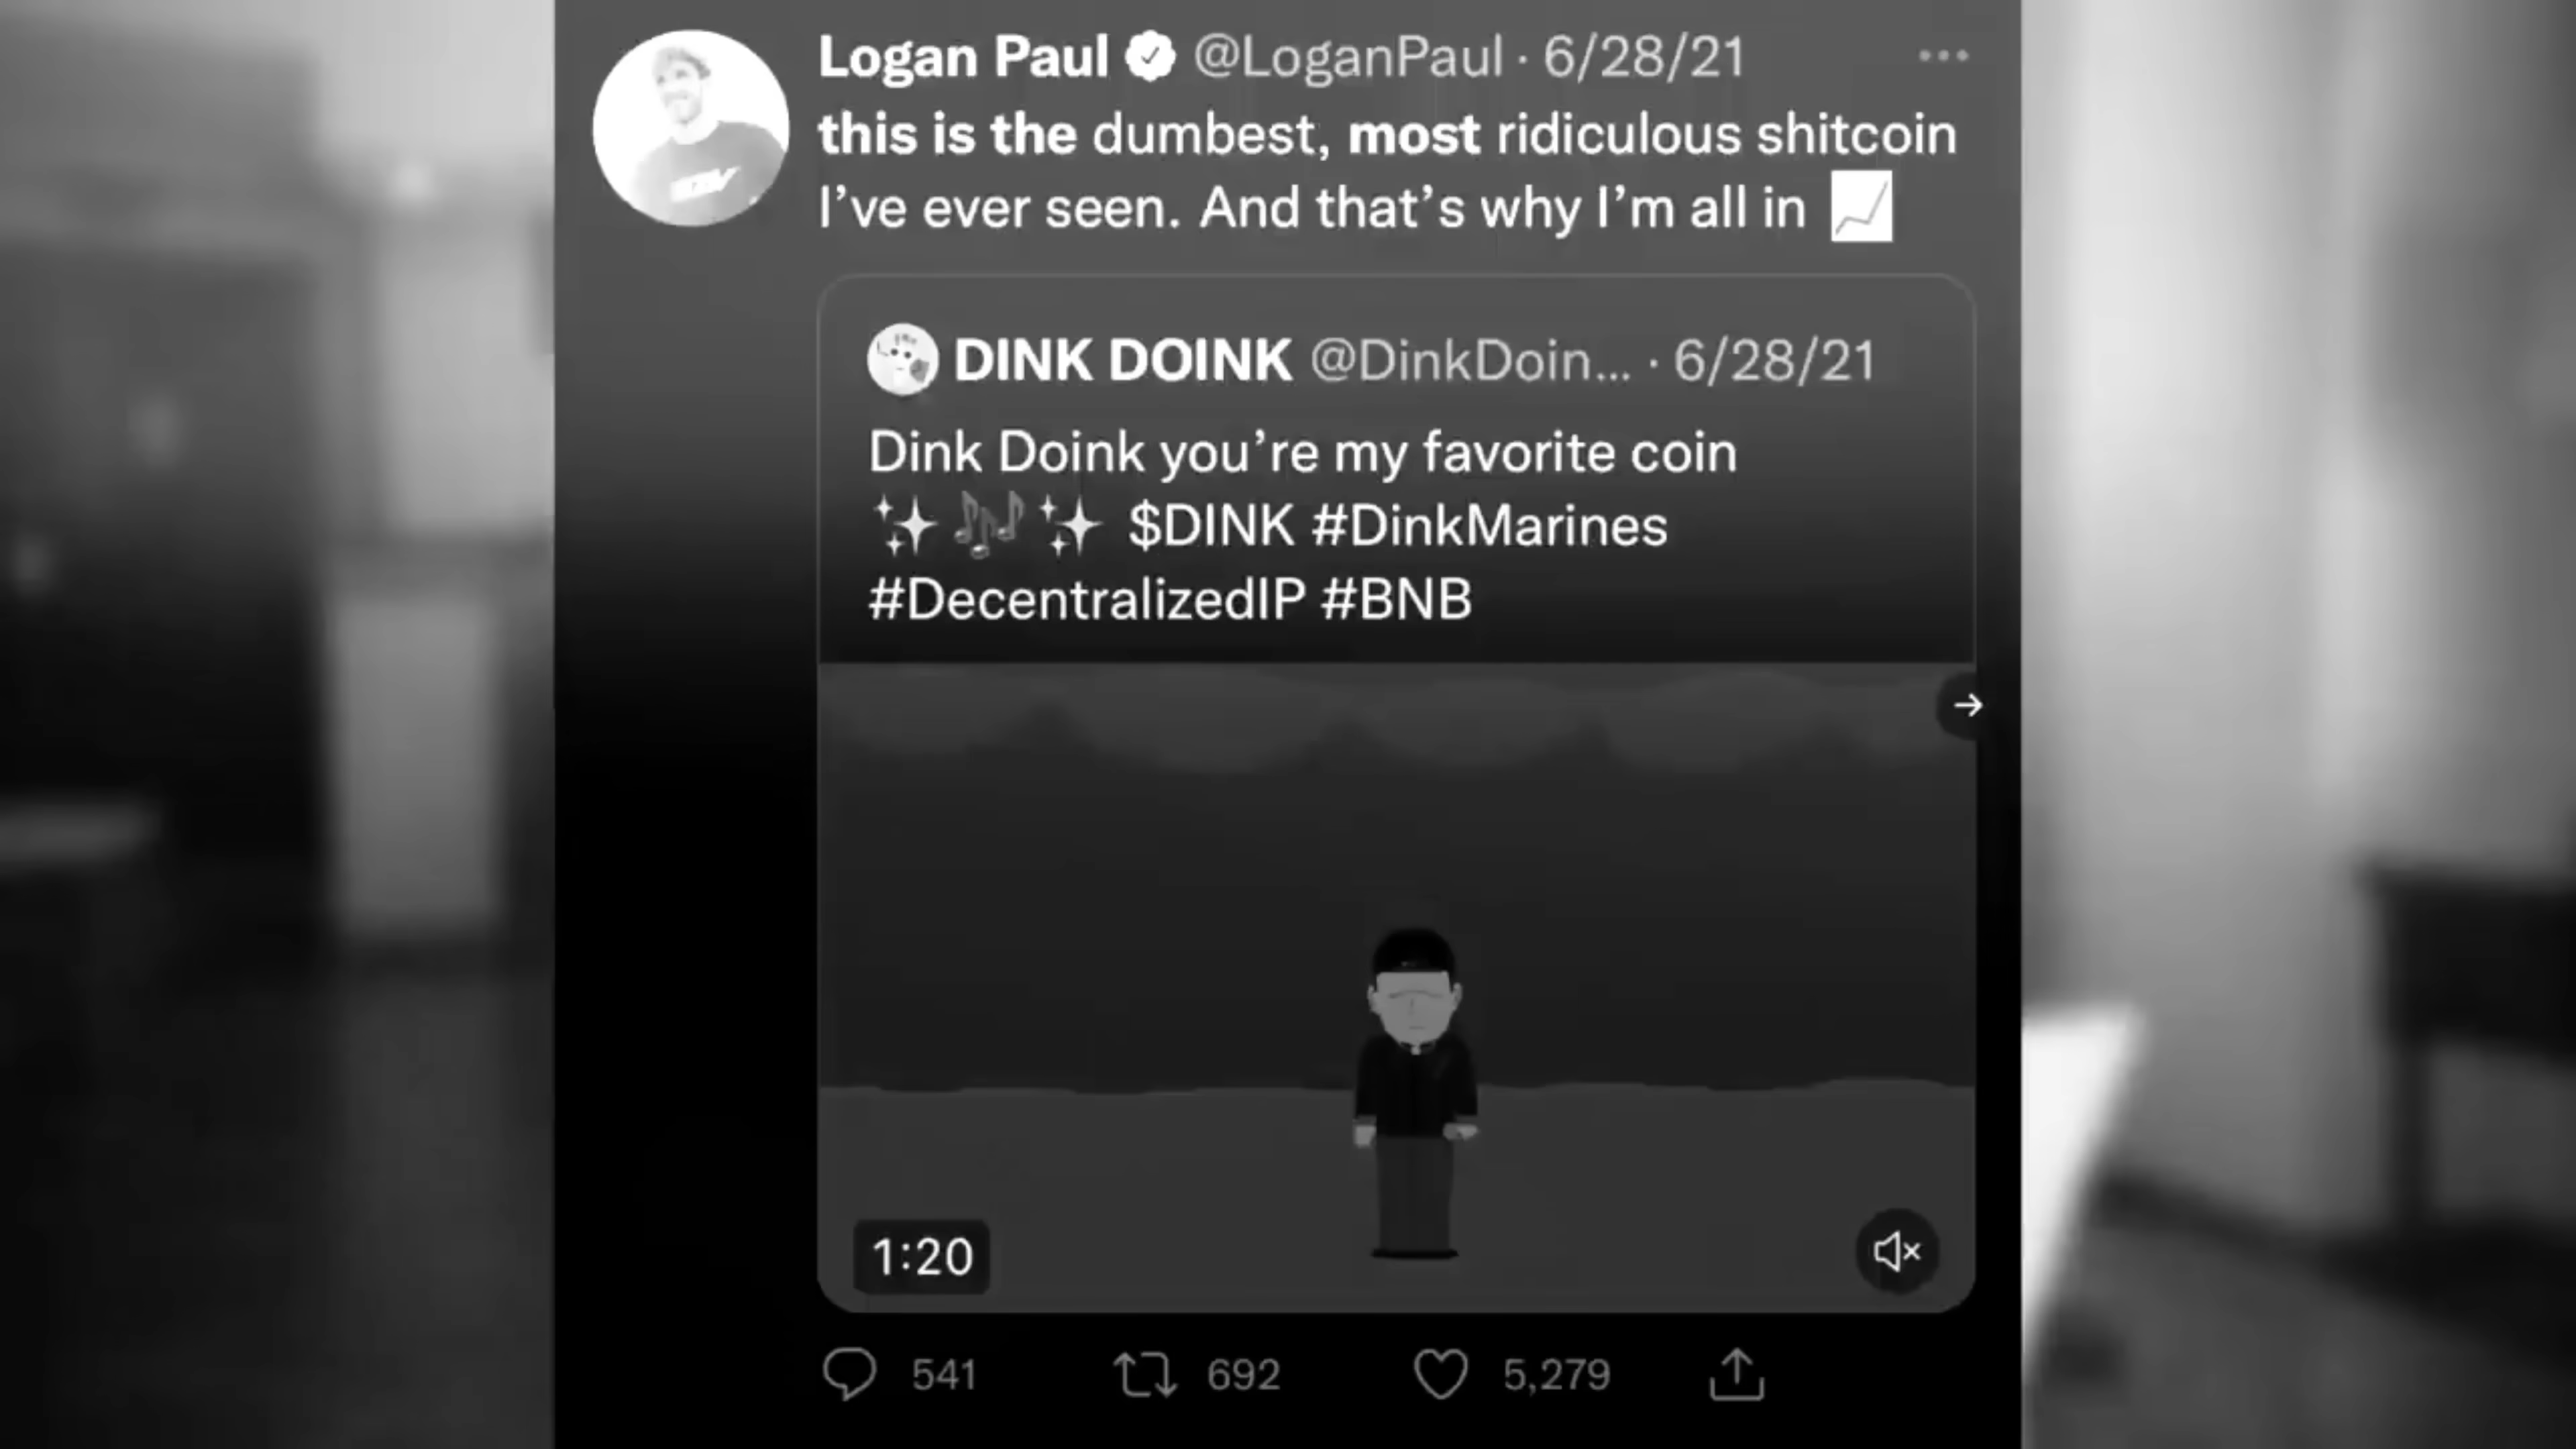 Logan Paul @LoganPaul · 6/28/21
this is the dumbest, most ridiculous shitcoin
I've ever seen. And that's why I'm all in 📈
DINK DOINK @DinkDoin... · 6/28/21
Dink Doink you're my favorite coin
✨🎶✨ $DINK #DinkMarines
#DecentralizedIP #BNB
1:20
541 692 5,279